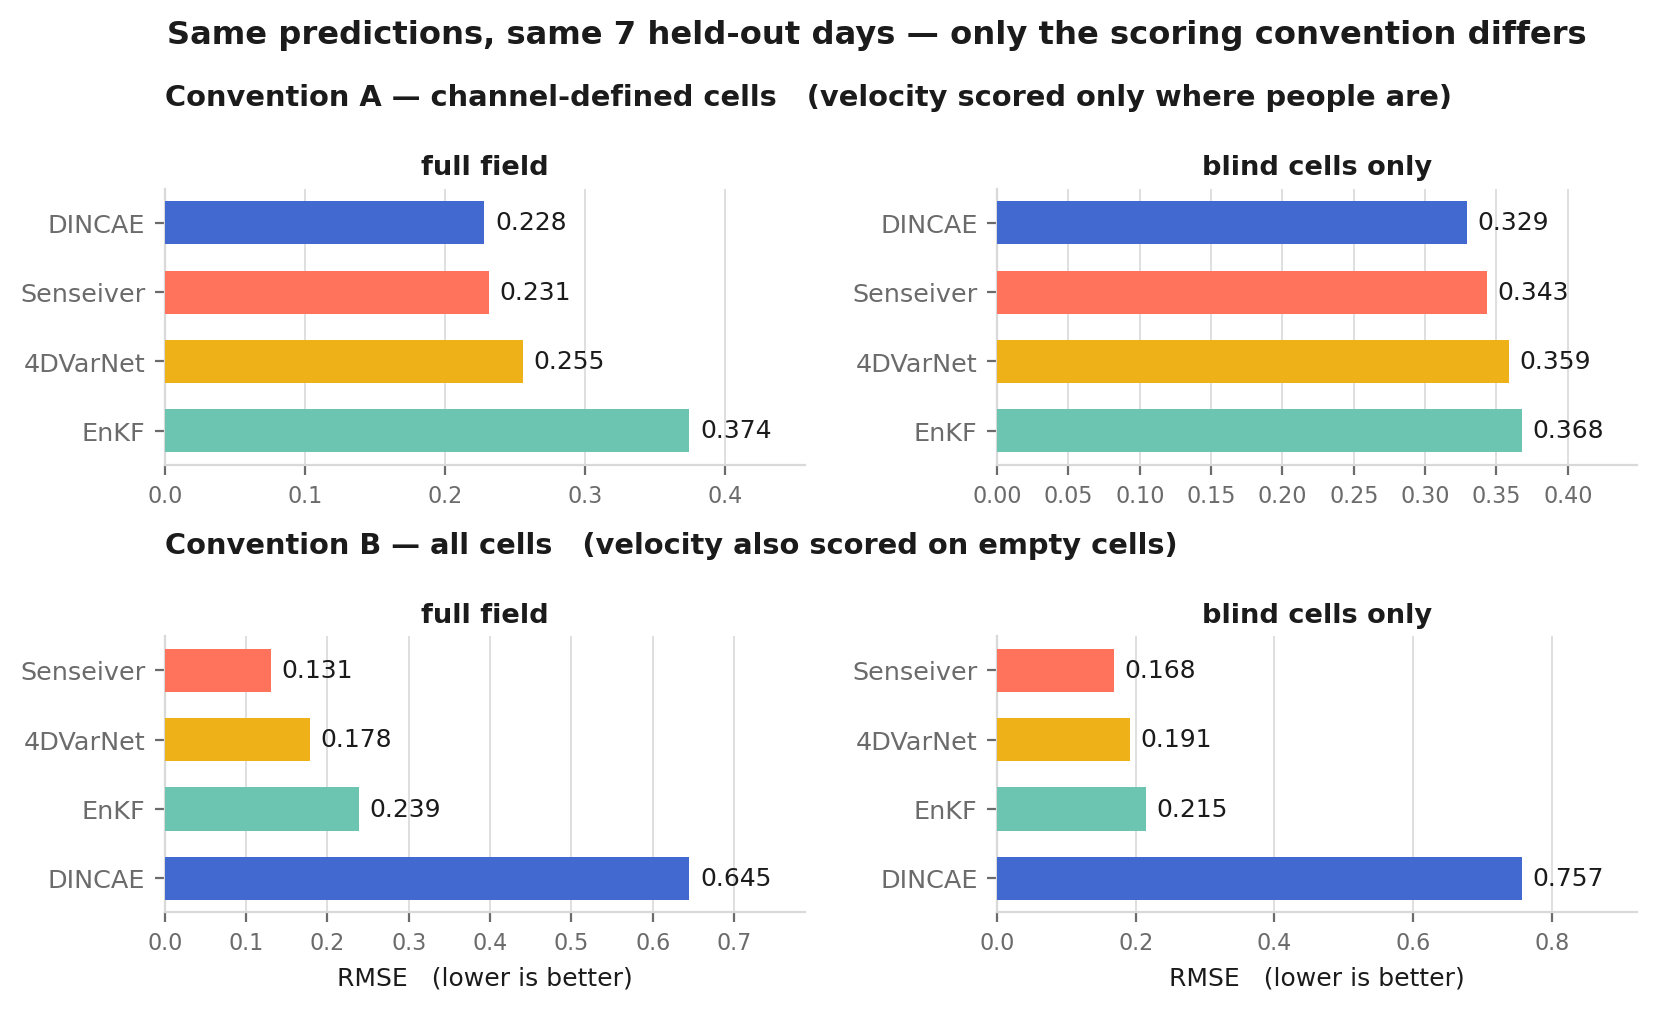 Same predictions, same 7 held-out days — only the scoring convention differs
Convention A — channel-defined cells (velocity scored only where people are)
full field
DINCAE 0.228
Senseiver 0.231
4DVarNet 0.255
EnKF 0.374
0.0 0.1 0.2 0.3 0.4
blind cells only
DINCAE 0.329
Senseiver 0.343
4DVarNet 0.359
EnKF 0.368
0.00 0.05 0.10 0.15 0.20 0.25 0.30 0.35 0.40
Convention B — all cells (velocity also scored on empty cells)
full field
Senseiver 0.131
4DVarNet 0.178
EnKF 0.239
DINCAE 0.645
0.0 0.1 0.2 0.3 0.4 0.5 0.6 0.7
RMSE (lower is better)
blind cells only
Senseiver 0.168
4DVarNet 0.191
EnKF 0.215
DINCAE 0.757
0.0 0.2 0.4 0.6 0.8
RMSE (lower is better)